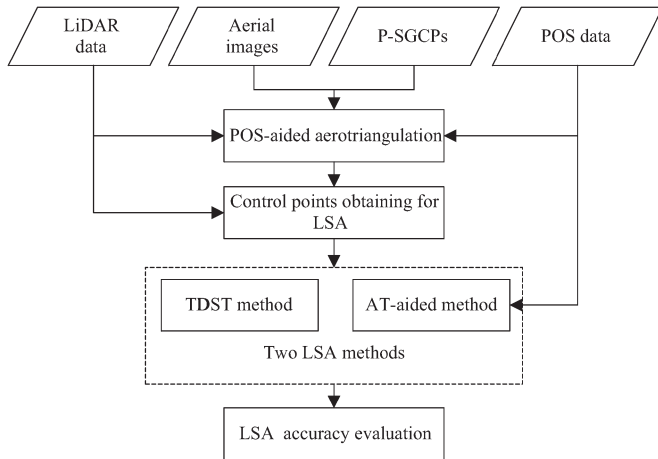 LiDAR
data
Aerial
images
P-SGCPs
POS data
POS-aided aerotriangulation
Control points obtaining for
LSA
TDST method
AT-aided method
Two LSA methods
LSA accuracy evaluation